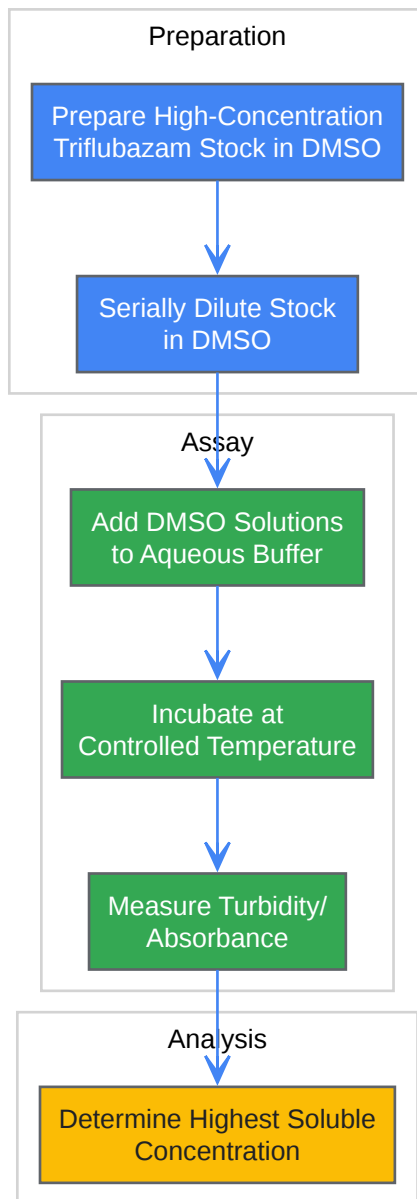 Preparation
Prepare High-Concentration
Triflubazam Stock in DMSO
Serially Dilute Stock
in DMSO
Assay
Add DMSO Solutions
to Aqueous Buffer
Incubate at
Controlled Temperature
Measure Turbidity/
Absorbance
Analysis
Determine Highest Soluble
Concentration